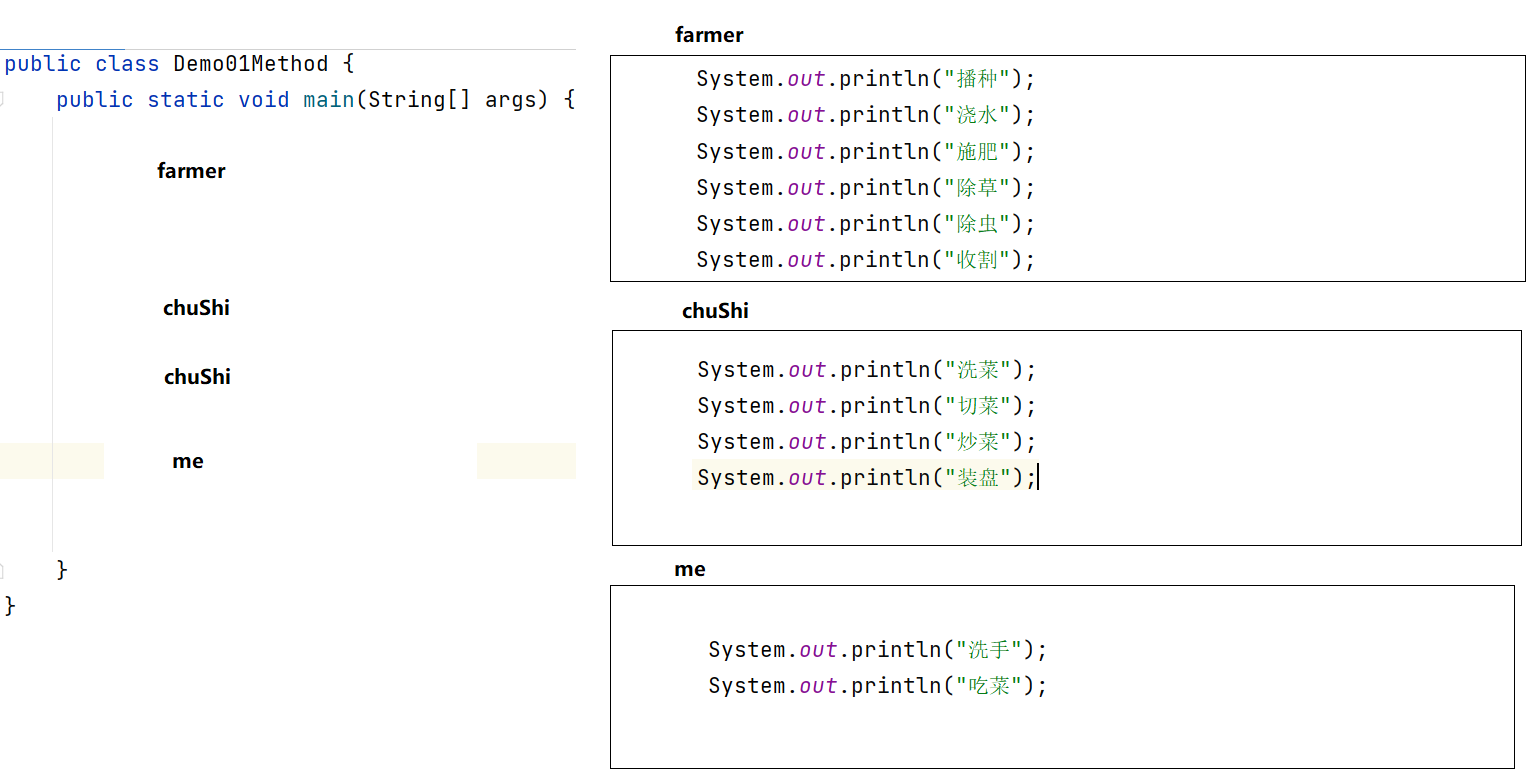 public class Demo01Method {
public static void main(String[] args) {
farmer
chuShi
chuShi
me
}
}
farmer
System.out.println("播种");
System.out.println("浇水");
System.out.println("施肥");
System.out.println("除草");
System.out.println("除虫");
System.out.println("收割");
chuShi
System.out.println("洗菜");
System.out.println("切菜");
System.out.println("炒菜");
System.out.println("装盘");
me
System.out.println("洗手");
System.out.println("吃菜");